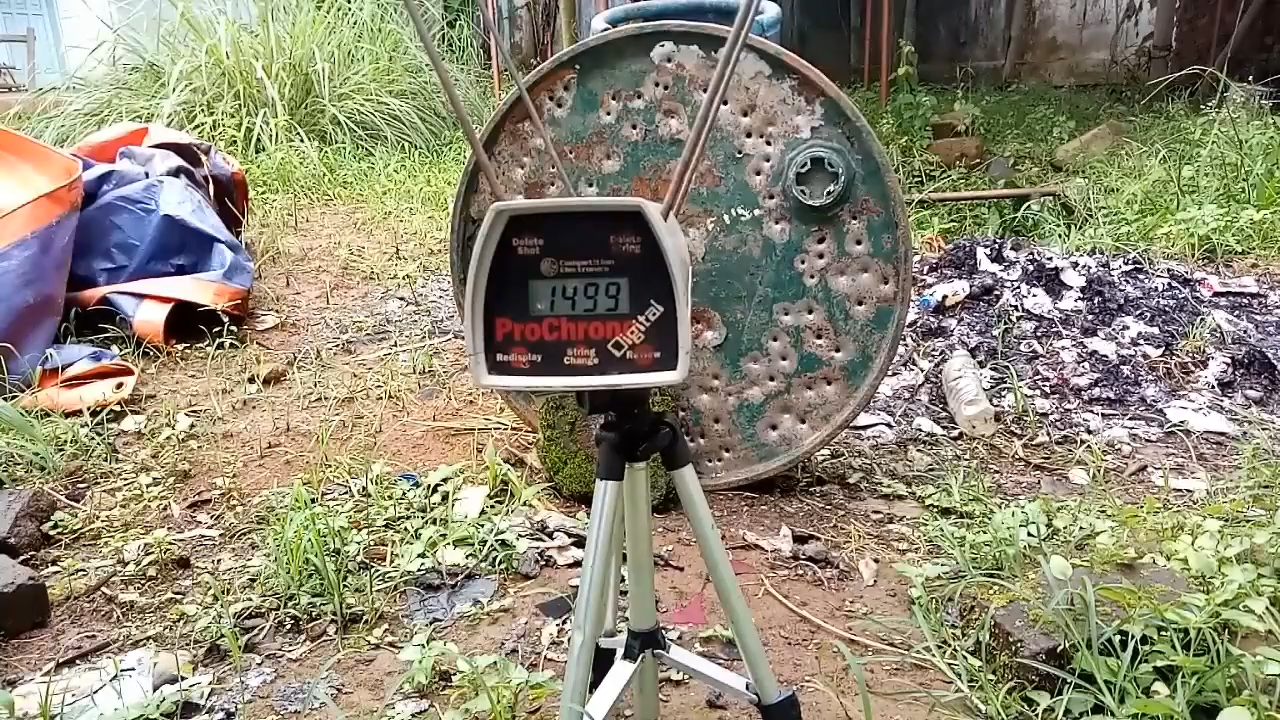 Delete Delete
Shot String
Competition
Electronics
1499
ProChrono
Digital
Redisplay String Review
Change